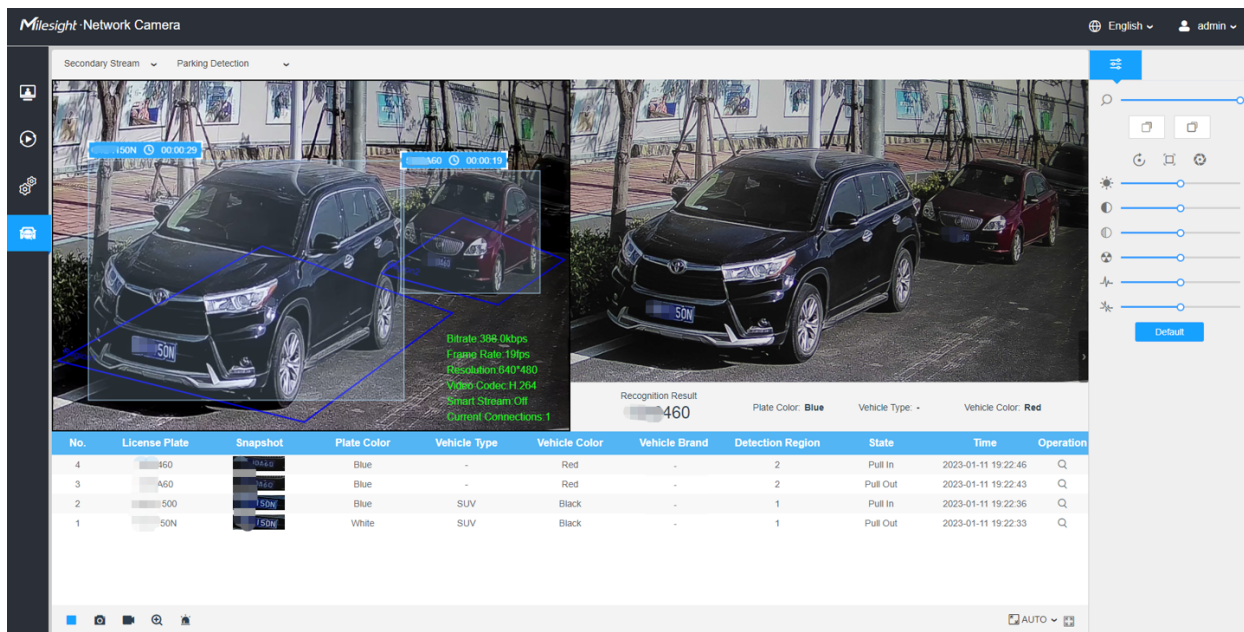 Milesight · Network Camera
English
admin
Secondary Stream
Parking Detection
50N 00:00:29
60 00:00:19
50N
Bitrate:388.0kbps
Frame Rate:19fps
Resolution:640*480
Video Codec:H.264
Smart Stream:Off
Current Connections:1
50N
Default
Recognition Result
460
Plate Color: Blue
Vehicle Type: -
Vehicle Color: Red
No. License Plate Snapshot Plate Color Vehicle Type Vehicle Color Vehicle Brand Detection Region State Time Operation
4 460 Blue - Red - 2 Pull In 2023-01-11 19:22:46
3 A60 Blue - Red - 2 Pull Out 2023-01-11 19:22:43
2 500 50N Blue SUV Black - 1 Pull In 2023-01-11 19:22:36
1 50N 50N White SUV Black - 1 Pull Out 2023-01-11 19:22:33
AUTO